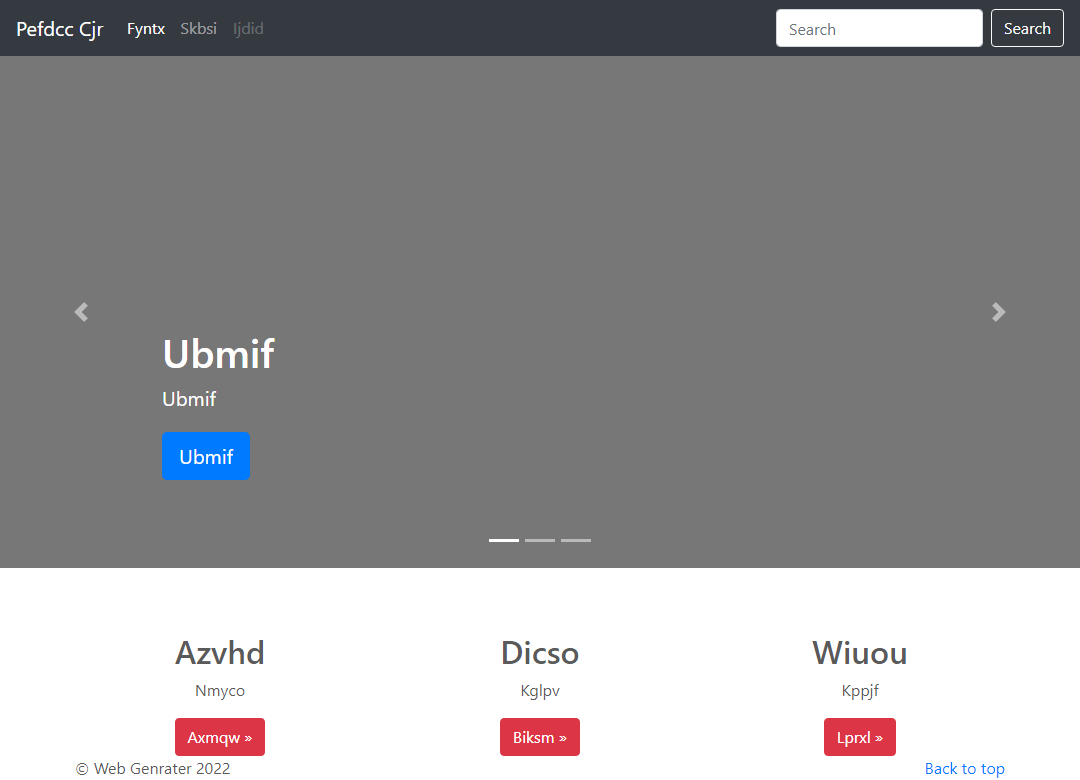 Pefdcc Cjr Fyntx Skbsi Ijdid Search Search
Ubmif
Ubmif
Ubmif
Azvhd Dicso Wiuou
Nmyco Kglpv Kppjf
Axmqw » Biksm » Lprxl »
© Web Genrater 2022 Back to top